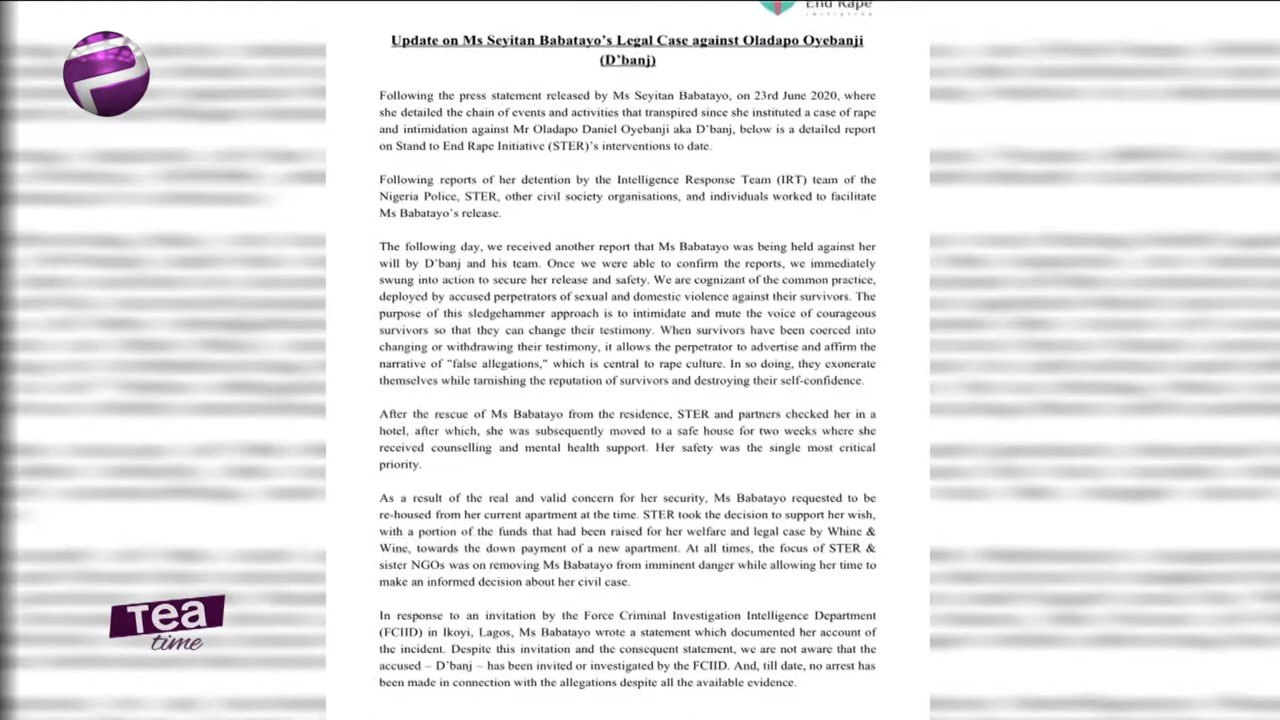 End Rape
Update on Ms Seyitan Babatayo's Legal Case against Oladapo Oyebanji
(D'banj)
Following the press statement released by Ms Seyitan Babatayo, on 23rd June 2020, where
she detailed the chain of events and activities that transpired since she instituted a case of rape
and intimidation against Mr Oladapo Daniel Oyebanji aka D'banj, below is a detailed report
on Stand to End Rape Initiative (STER)'s interventions to date.
Following reports of her detention by the Intelligence Response Team (IRT) team of the
Nigeria Police, STER, other civil society organisations, and individuals worked to facilitate
Ms Babatayo's release.
The following day, we received another report that Ms Babatayo was being held against her
will by D'banj and his team. Once we were able to confirm the reports, we immediately
swung into action to secure her release and safety. We are cognizant of the common practice,
deployed by accused perpetrators of sexual and domestic violence against their survivors. The
purpose of this sledgehammer approach is to intimidate and mute the voice of courageous
survivors so that they can change their testimony. When survivors have been coerced into
changing or withdrawing their testimony, it allows the perpetrator to advertise and affirm the
narrative of "false allegations," which is central to rape culture. In so doing, they exonerate
themselves while tarnishing the reputation of survivors and destroying their self-confidence.
After the rescue of Ms Babatayo from the residence, STER and partners checked her in a
hotel, after which, she was subsequently moved to a safe house for two weeks where she
received counselling and mental health support. Her safety was the single most critical
priority.
As a result of the real and valid concern for her security, Ms Babatayo requested to be
re-housed from her current apartment at the time. STER took the decision to support her wish,
with a portion of the funds that had been raised for her welfare and legal case by Whine &
Wine, towards the down payment of a new apartment. At all times, the focus of STER &
sister NGOs was on removing Ms Babatayo from imminent danger while allowing her time to
make an informed decision about her civil case.
In response to an invitation by the Force Criminal Investigation Intelligence Department
(FCIID) in Ikoyi, Lagos, Ms Babatayo wrote a statement which documented her account of
the incident. Despite this invitation and the consequent statement, we are not aware that the
accused – D'banj – has been invited or investigated by the FCIID. And, till date, no arrest has
been made in connection with the allegations despite all the available evidence.
Tea
time